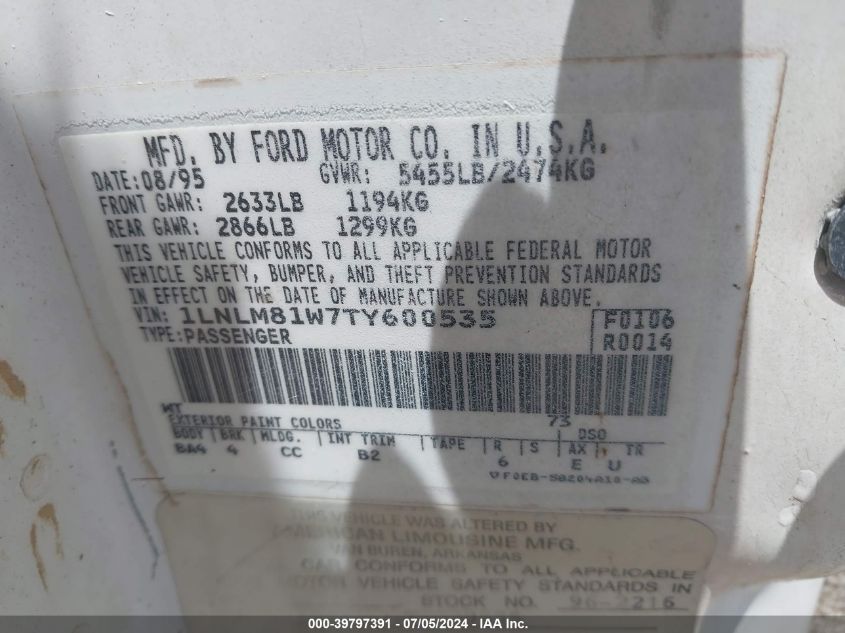 MFD. BY FORD MOTOR CO. IN U.S.A.
DATE: 08/95 GVWR: 5455LB/2474KG
FRONT GAWR: 2633LB 1194KG
REAR GAWR: 2866LB 1299KG
THIS VEHICLE CONFORMS TO ALL APPLICABLE FEDERAL MOTOR
VEHICLE SAFETY, BUMPER, AND THEFT PREVENTION STANDARDS
IN EFFECT ON THE DATE OF MANUFACTURE SHOWN ABOVE.
VIN: 1LNLM81W7TY600535 F0106
TYPE: PASSENGER R0014
WT 73
EXTERIOR PAINT COLORS DSO
BODY BRK MLDG. INT TRIM TAPE R S AX TR
BA4 4 CC B2 6 E U
THIS VEHICLE WAS ALTERED BY
AMERICAN LIMOUSINE MFG.
VAN BUREN, ARKANSAS
CAD. CONFORMS TO ALL APPLICABLE
MOTOR VEHICLE SAFETY STANDARDS IN
STOCK NO. 96-2216
000-39797391 - 07/05/2024 - IAA Inc.